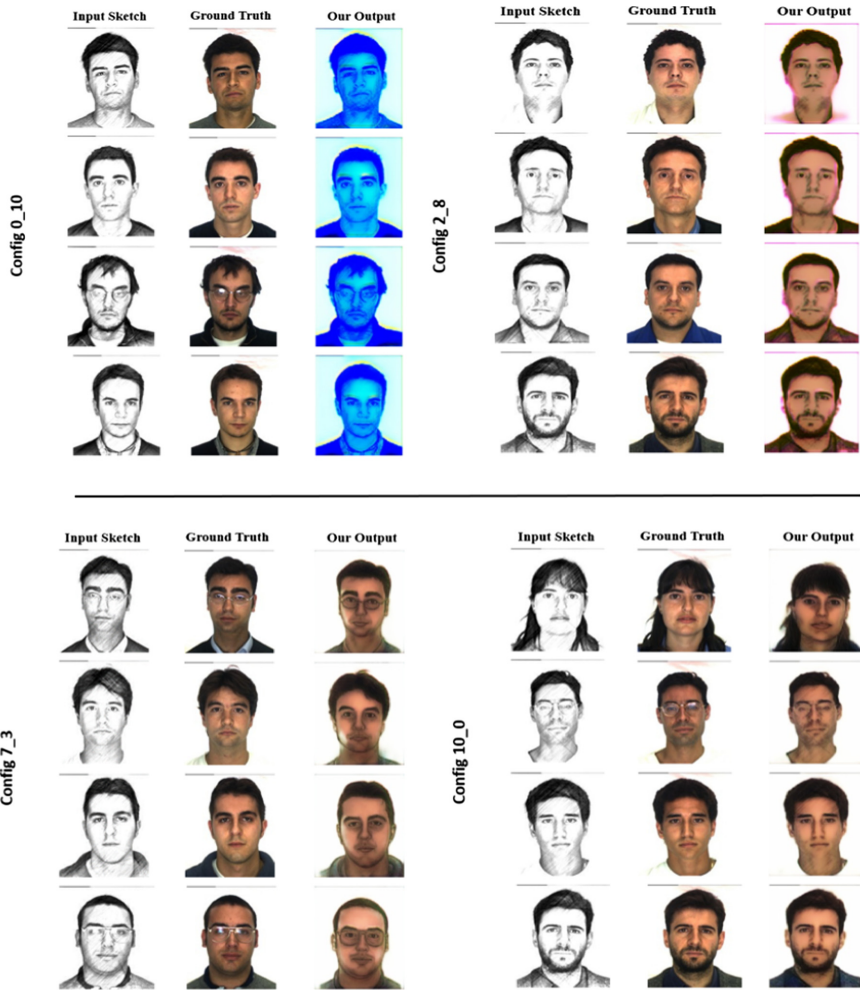 Input Sketch Ground Truth Our Output
Config 0_10
Input Sketch Ground Truth Our Output
Config 2_8
Input Sketch Ground Truth Our Output
Config 7_3
Input Sketch Ground Truth Our Output
Config 10_0